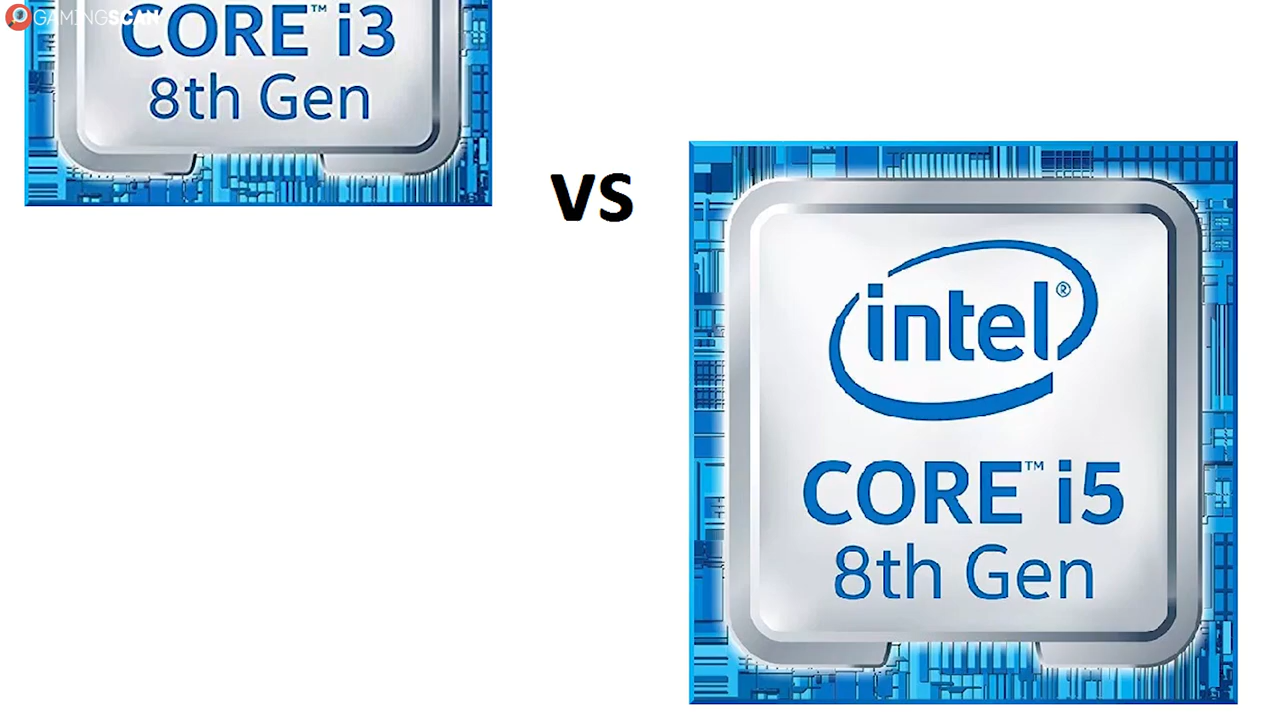 GAMINGSCAN
CORE™ i3
8th Gen
VS
intel®
CORE™ i5
8th Gen